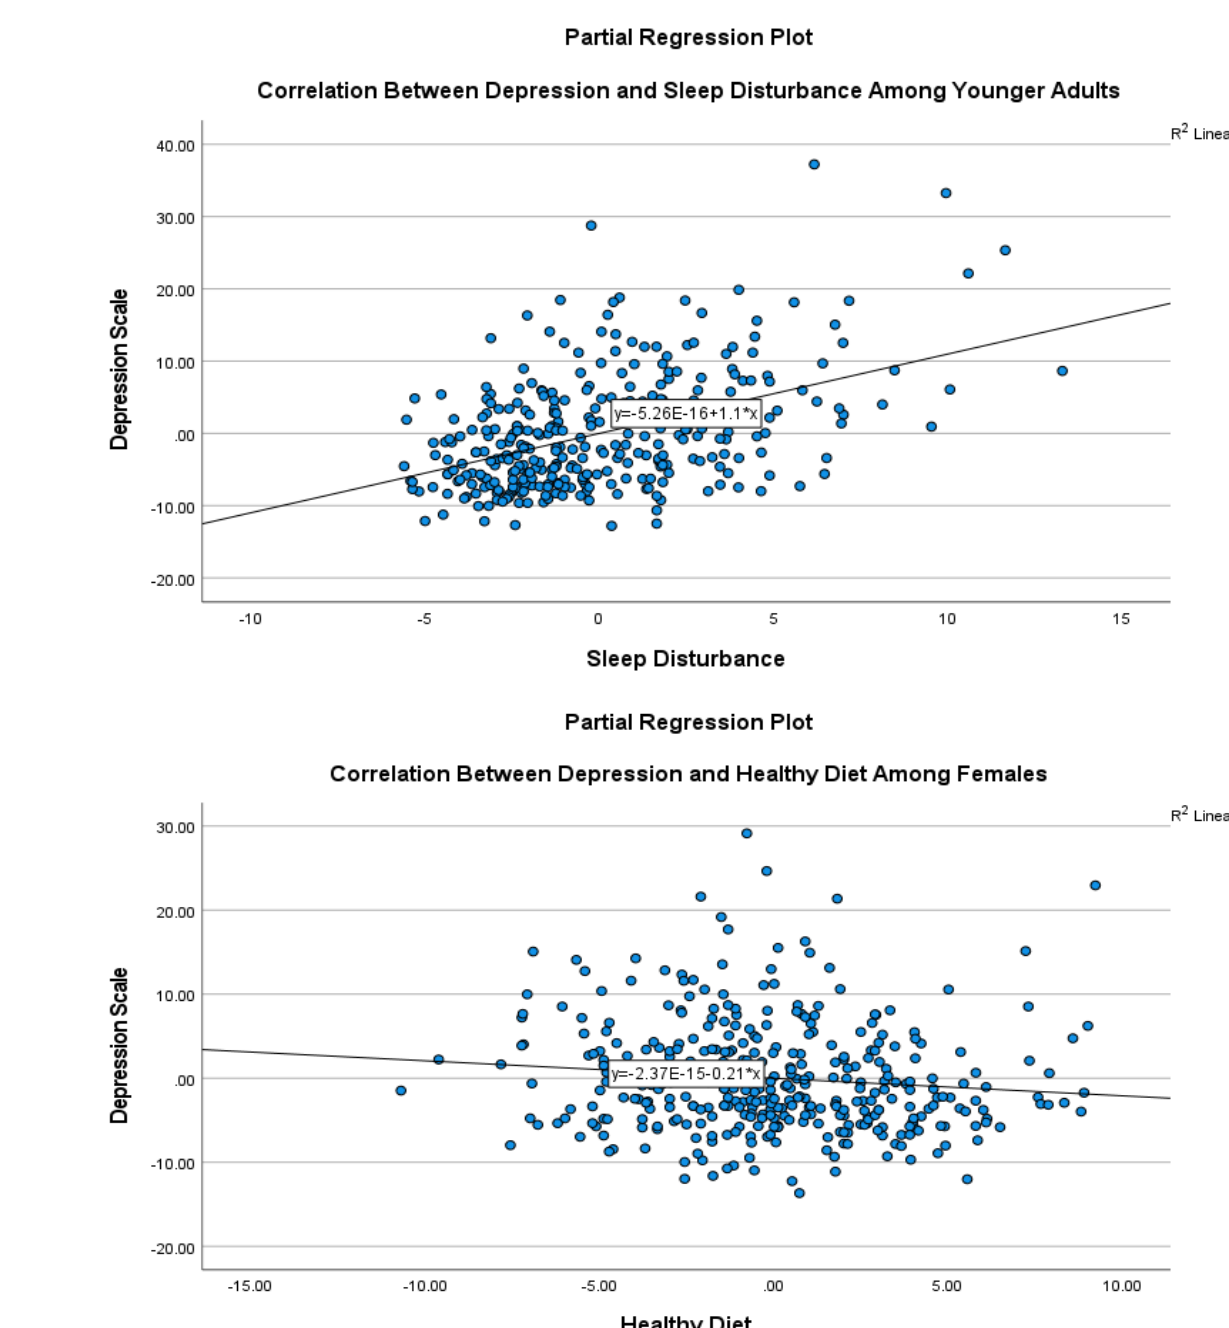 Partial Regression Plot
Correlation Between Depression and Sleep Disturbance Among Younger Adults
R2 Linea
40.00
30.00
20.00
10.00
.00
-10.00
-20.00
Depression Scale
y=-5.26E-16+1.1*x
-10 -5 0 5 10 15
Sleep Disturbance
Partial Regression Plot
Correlation Between Depression and Healthy Diet Among Females
R2 Linea
30.00
20.00
10.00
.00
-10.00
-20.00
Depression Scale
y=-2.37E-15-0.21*x
-15.00 -10.00 -5.00 .00 5.00 10.00
Healthy Diet